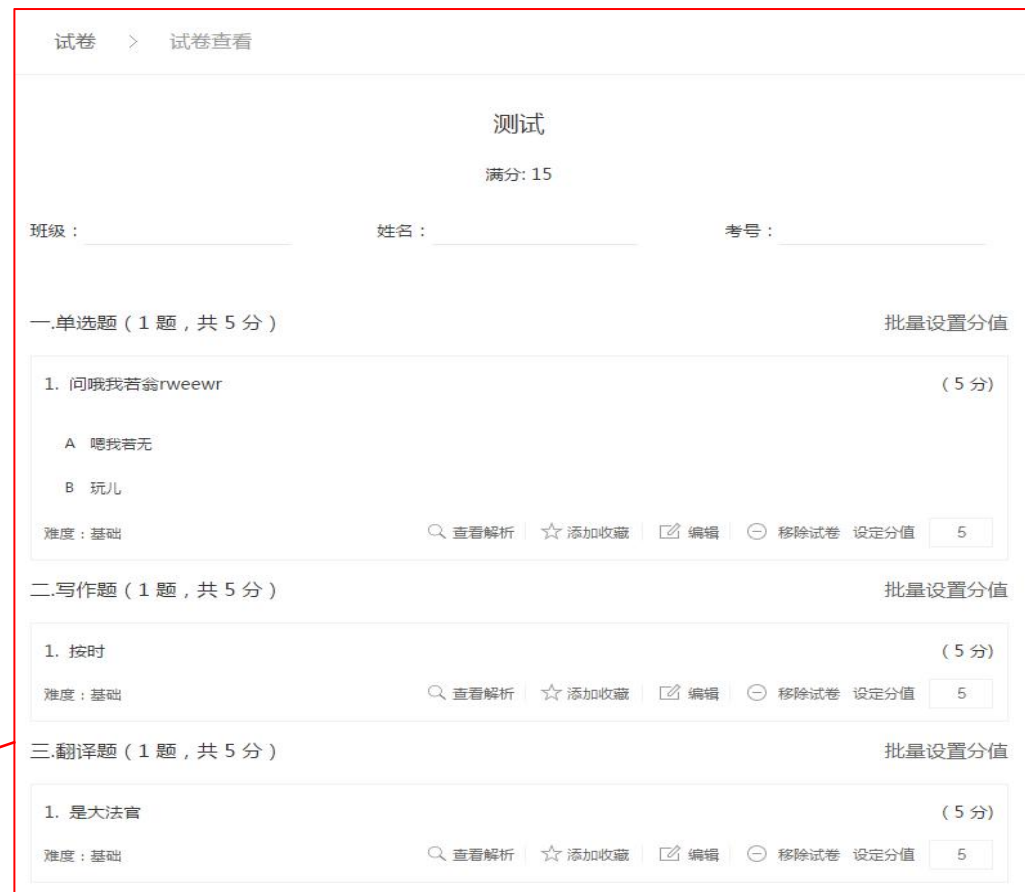 试卷 > 试卷查看
测试
满分: 15
班级： 姓名： 考号：
一.单选题（1 题，共 5 分） 批量设置分值
1. 问哦我若翁rweewr （5 分)
A 嗯我若无
B 玩儿
难度：基础 查看解析 添加收藏 编辑 移除试卷 设定分值 5
二.写作题（1 题，共 5 分） 批量设置分值
1. 按时 （5 分)
难度：基础 查看解析 添加收藏 编辑 移除试卷 设定分值 5
三.翻译题（1 题，共 5 分） 批量设置分值
1. 是大法官 （5 分)
难度：基础 查看解析 添加收藏 编辑 移除试卷 设定分值 5